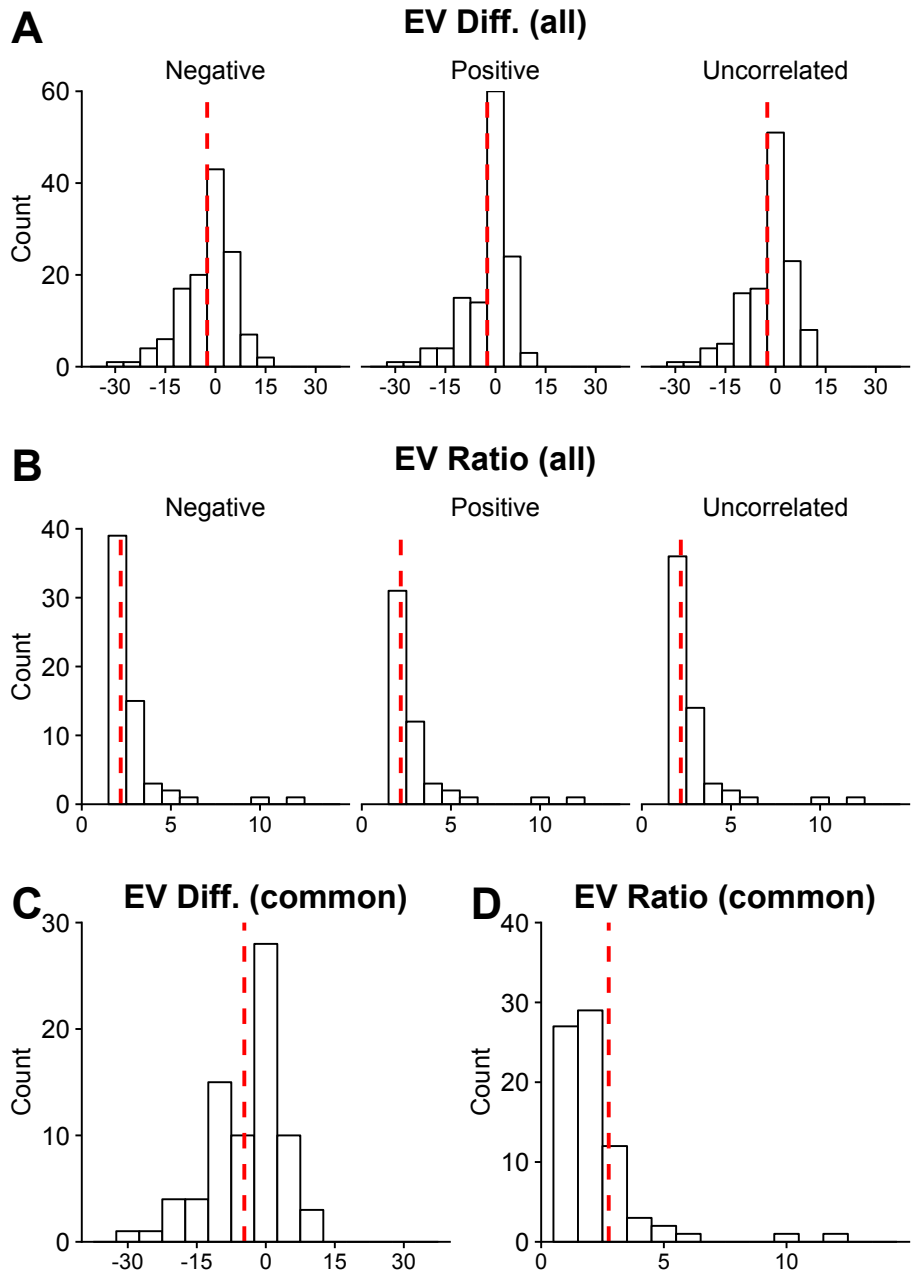 A
EV Diff. (all)
Negative
Positive
Uncorrelated
Count
60
40
20
0
-30 -15 0 15 30
-30 -15 0 15 30
-30 -15 0 15 30
B
EV Ratio (all)
Negative
Positive
Uncorrelated
Count
40
30
20
10
0
0 5 10
0 5 10
0 5 10
C
EV Diff. (common)
Count
30
20
10
0
-30 -15 0 15 30
D
EV Ratio (common)
Count
40
30
20
10
0
0 5 10